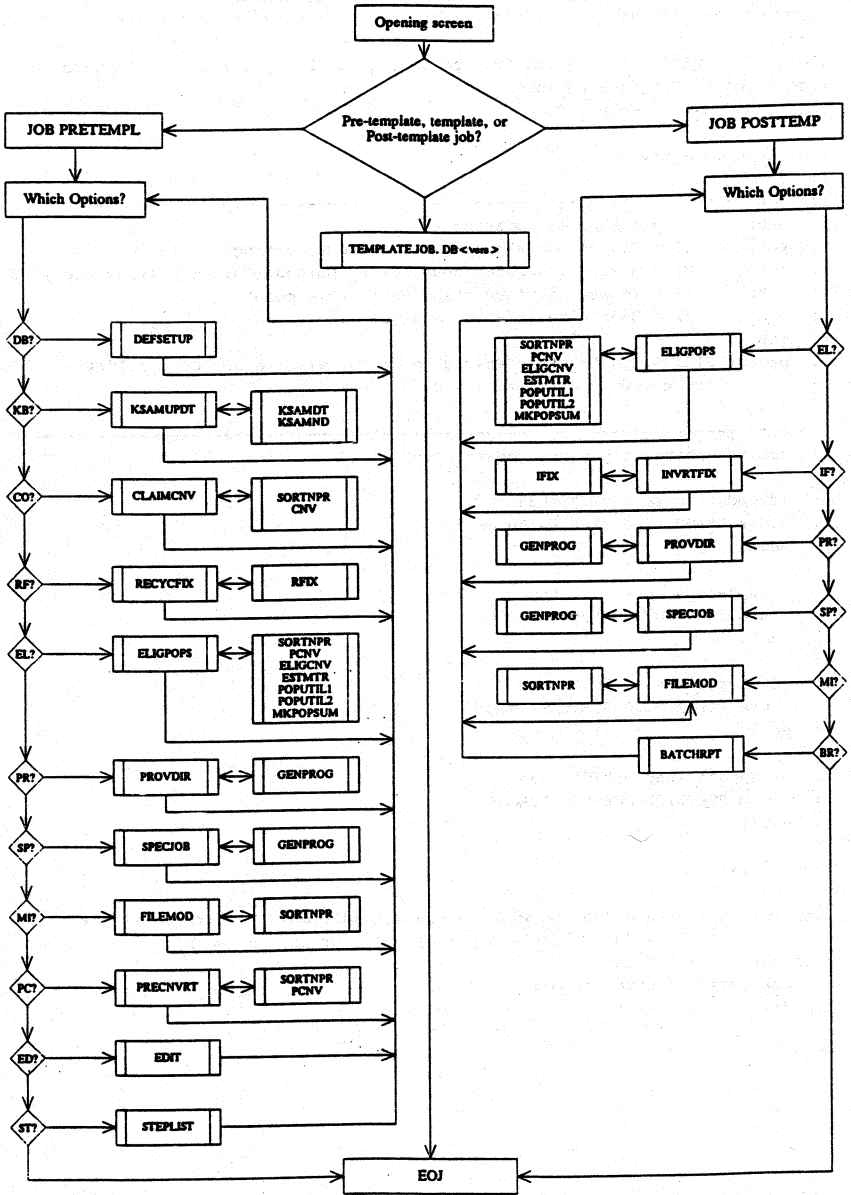 Opening screen
Pre-template, template, or
Post-template job?
JOB PRETEMPL
JOB POSTTEMP
Which Options?
Which Options?
TEMPLATE.JOB. DB<vers>
DB?
DEFSETUP
KB?
KSAMUPDT
KSAMDT
KSAMND
CO?
CLAIMCNV
SORTNPR
CNV
RF?
RECYCFIX
RFIX
EL?
ELIGPOPS
SORTNPR
PCNV
ELIGCNV
ESTMTR
POPUTIL1
POPUTIL2
MKPOPSUM
PR?
PROVDIR
GENPROG
SP?
SPECJOB
GENPROG
MI?
FILEMOD
SORTNPR
PC?
PRECNVRT
SORTNPR
PCNV
ED?
EDIT
ST?
STEPLIST
SORTNPR
PCNV
ELIGCNV
ESTMTR
POPUTIL1
POPUTIL2
MKPOPSUM
ELIGPOPS
EL?
IFIX
INVRTFIX
IF?
GENPROG
PROVDIR
PR?
GENPROG
SPECJOB
SP?
SORTNPR
FILEMOD
MI?
BATCHRPT
BR?
EOJ